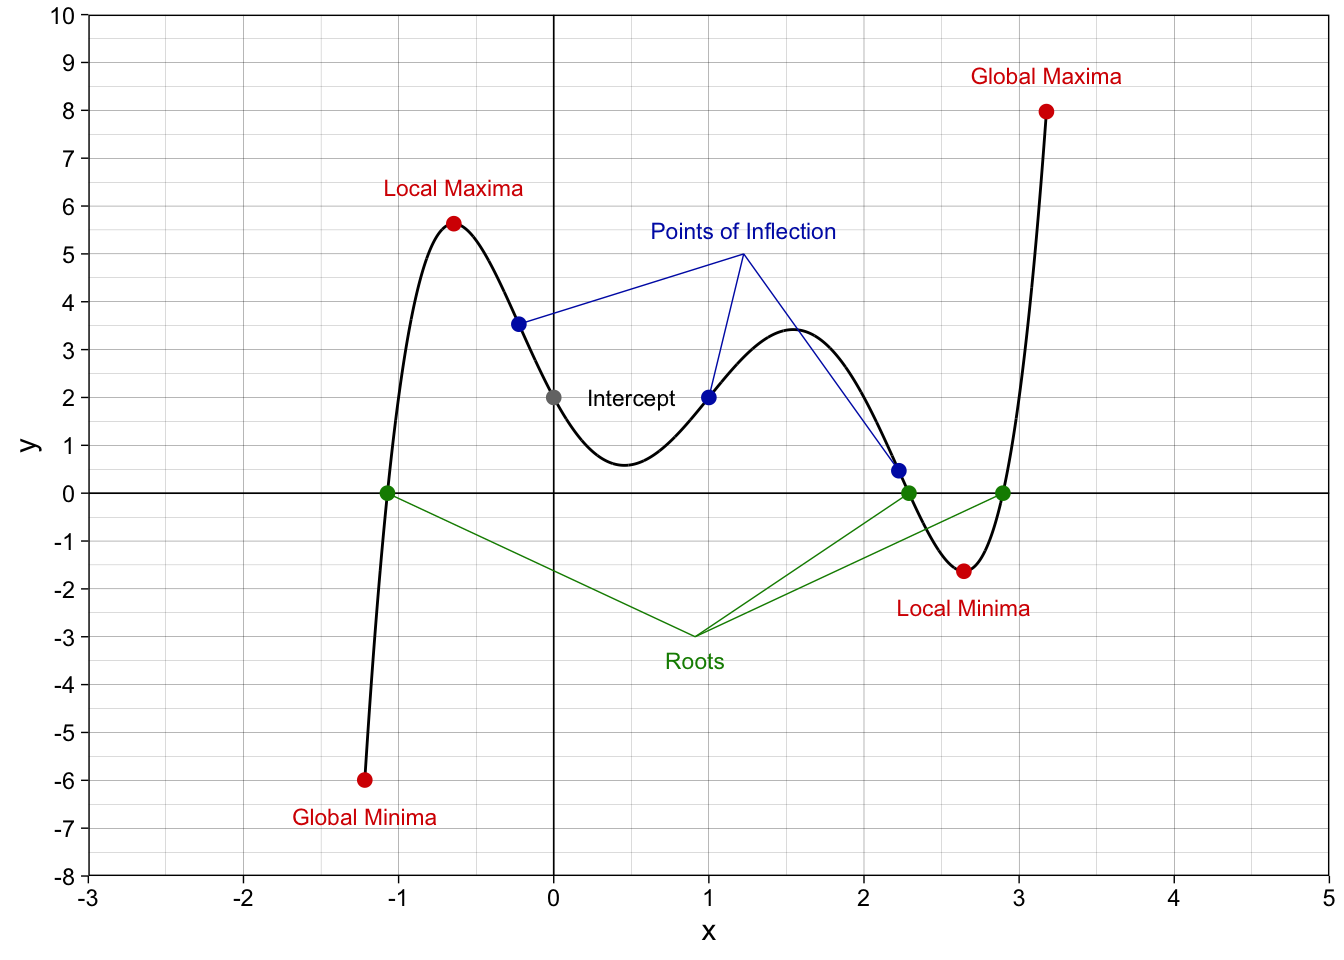 10
9
8
7
6
5
4
3
2
1
0
-1
-2
-3
-4
-5
-6
-7
-8
y
Global Maxima
Local Maxima
Points of Inflection
Intercept
Local Minima
Roots
Global Minima
-3 -2 -1 0 1 2 3 4 5
x